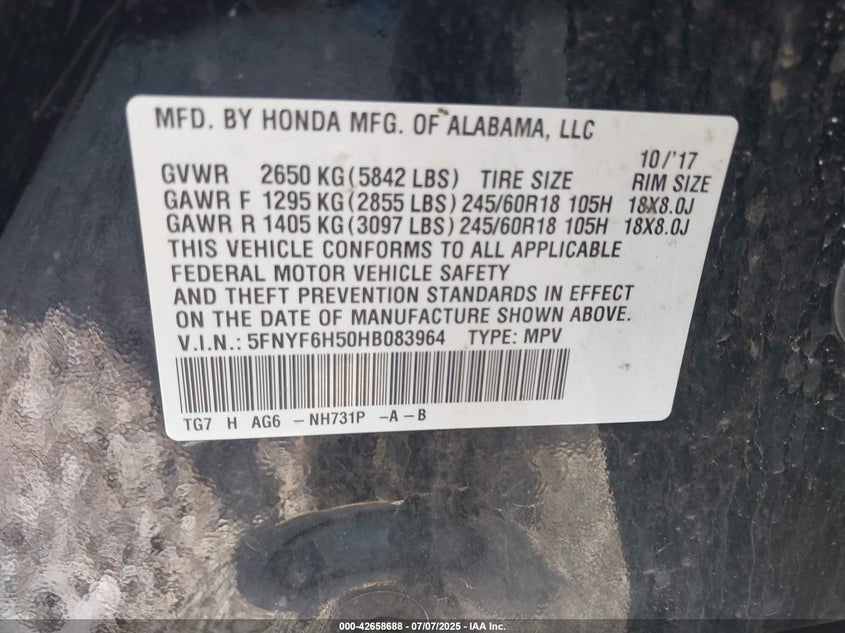 MFD. BY HONDA MFG. OF ALABAMA, LLC
10/'17
GVWR 2650 KG(5842 LBS) TIRE SIZE RIM SIZE
GAWR F 1295 KG(2855 LBS) 245/60R18 105H 18X8.0J
GAWR R 1405 KG(3097 LBS) 245/60R18 105H 18X8.0J
THIS VEHICLE CONFORMS TO ALL APPLICABLE
FEDERAL MOTOR VEHICLE SAFETY
AND THEFT PREVENTION STANDARDS IN EFFECT
ON THE DATE OF MANUFACTURE SHOWN ABOVE.
V.I.N.: 5FNYF6H50HB083964 TYPE: MPV
TG7 H AG6 -NH731P -A-B
000-42658688 - 07/07/2025 - IAA Inc.